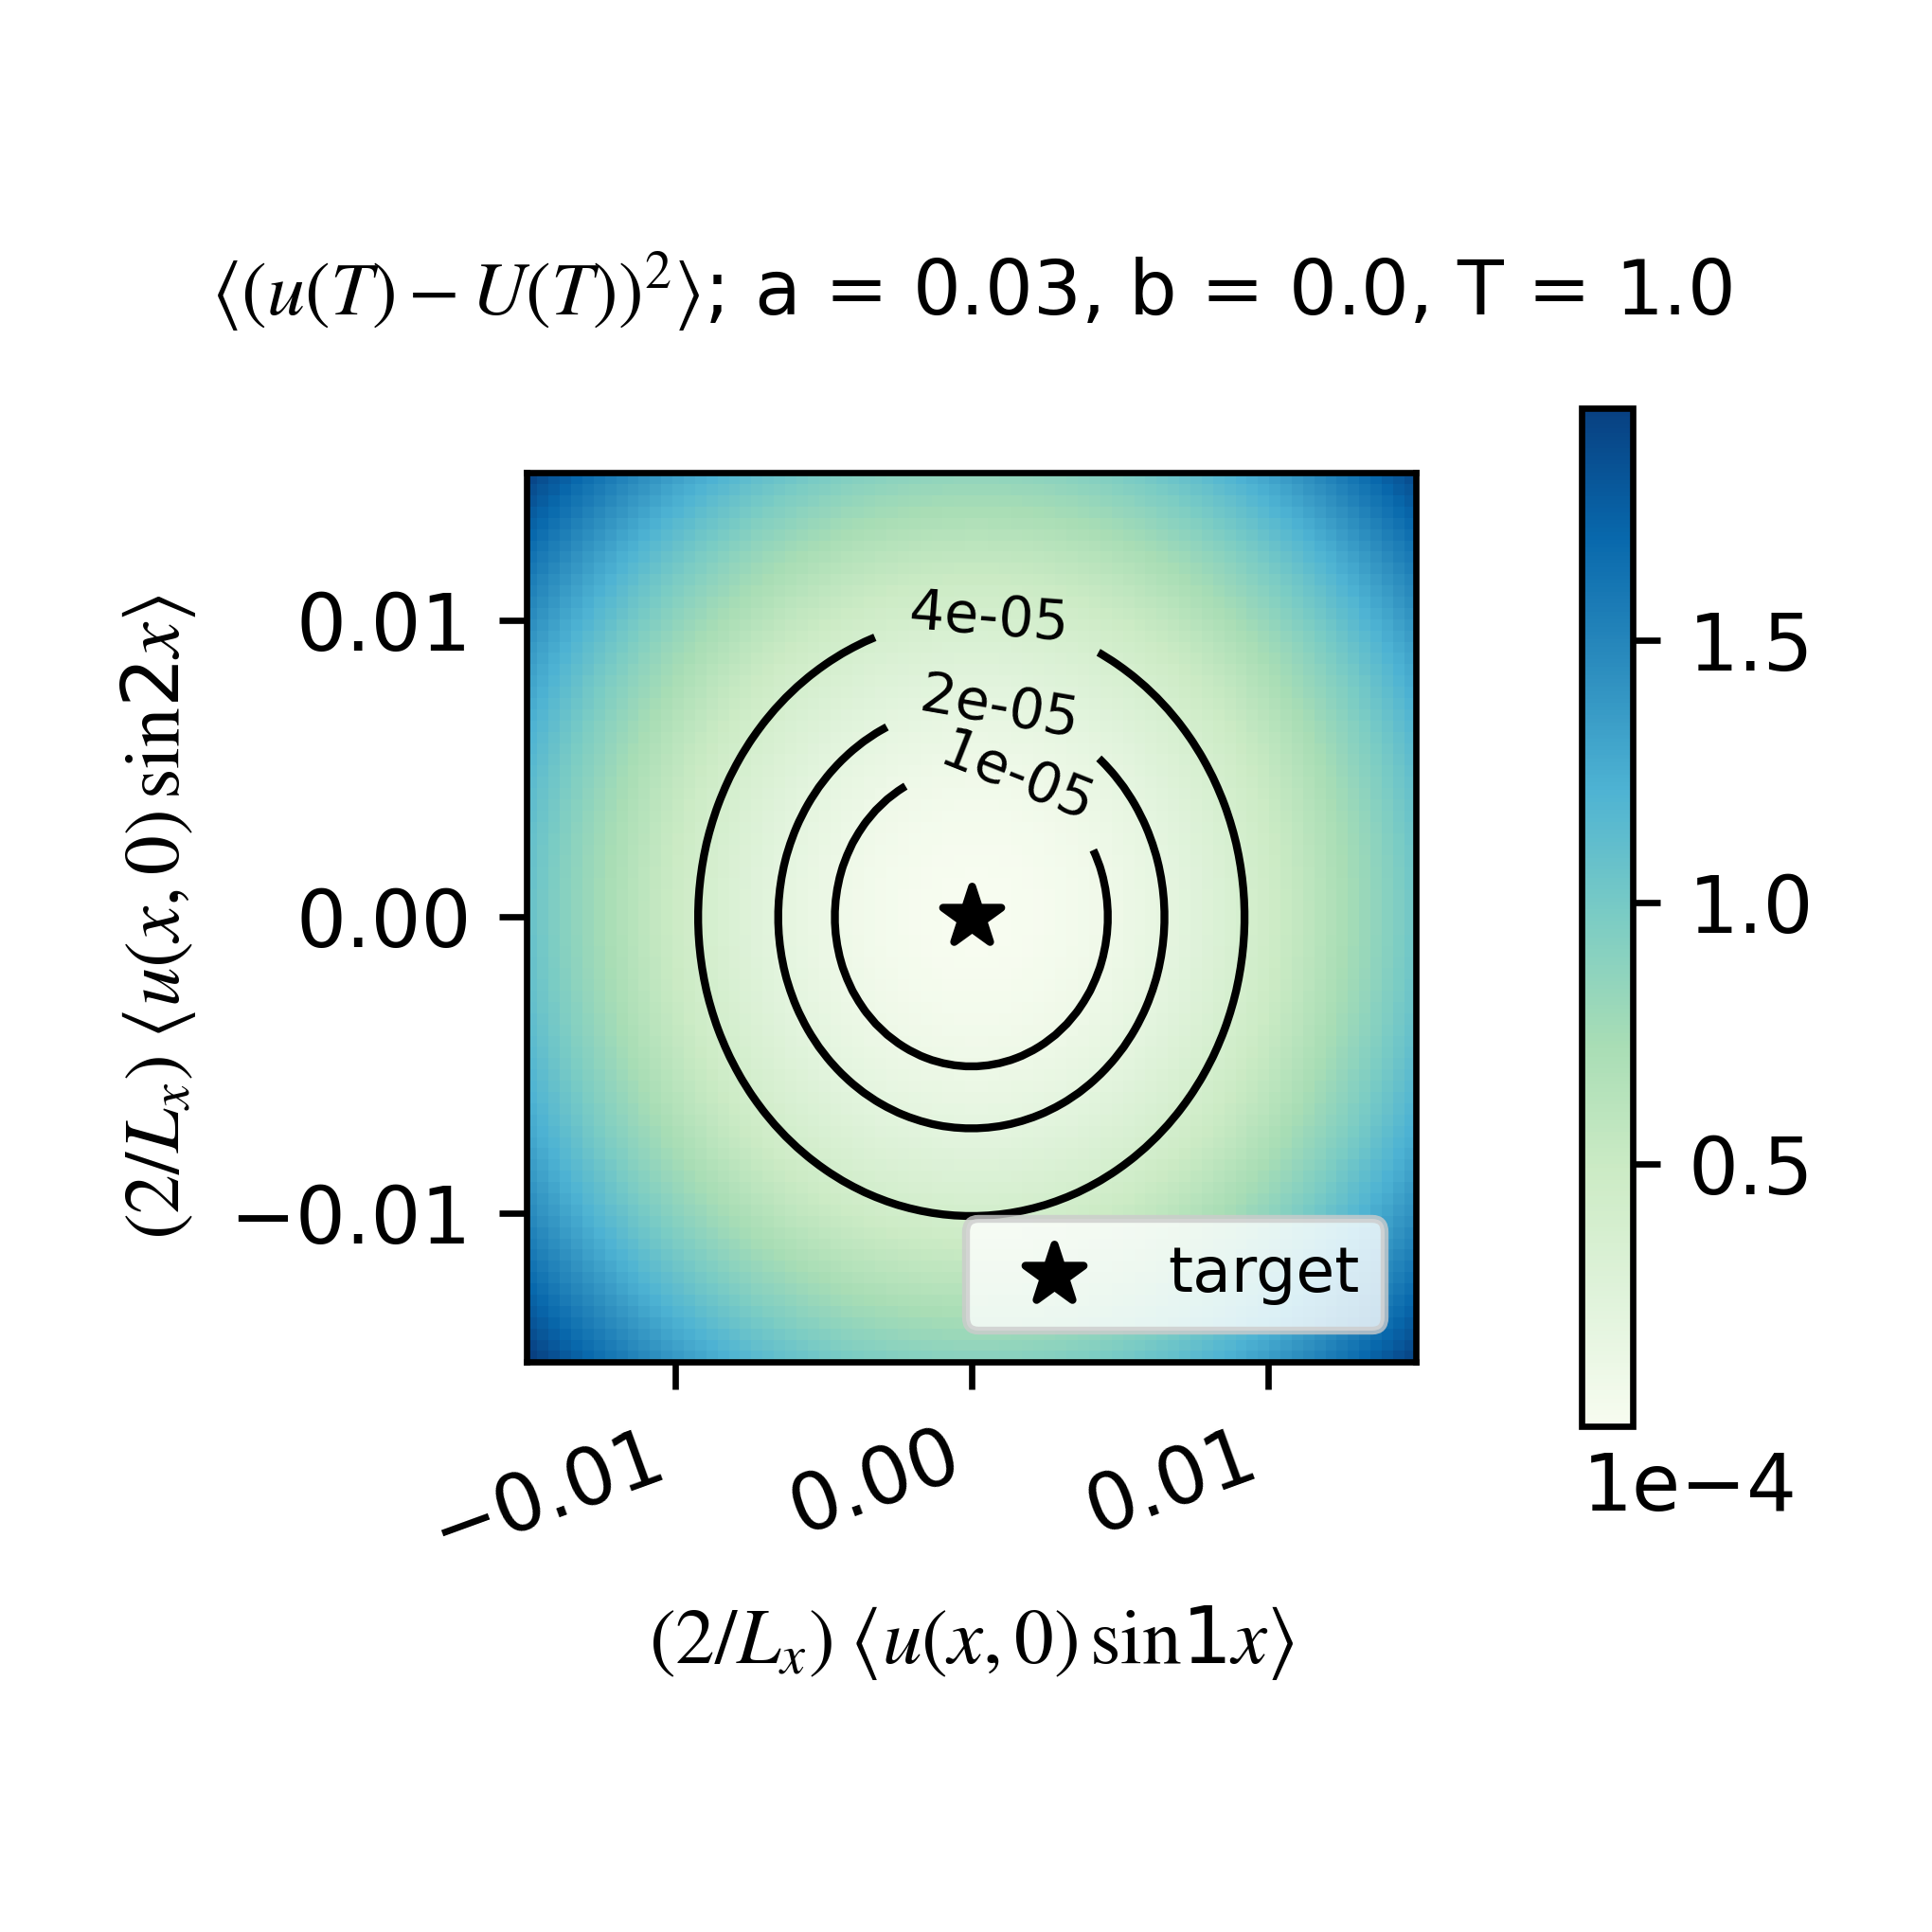 ⟨(u(T) − U(T))²⟩; a = 0.03, b = 0.0, T = 1.0
(2/Lₓ) ⟨u(x, 0) sin2x⟩
0.01
0.00
−0.01
4e-05
2e-05
1e-05
target
1.5
1.0
0.5
1e−4
−0.01
0.00
0.01
(2/Lₓ) ⟨u(x, 0) sin1x⟩